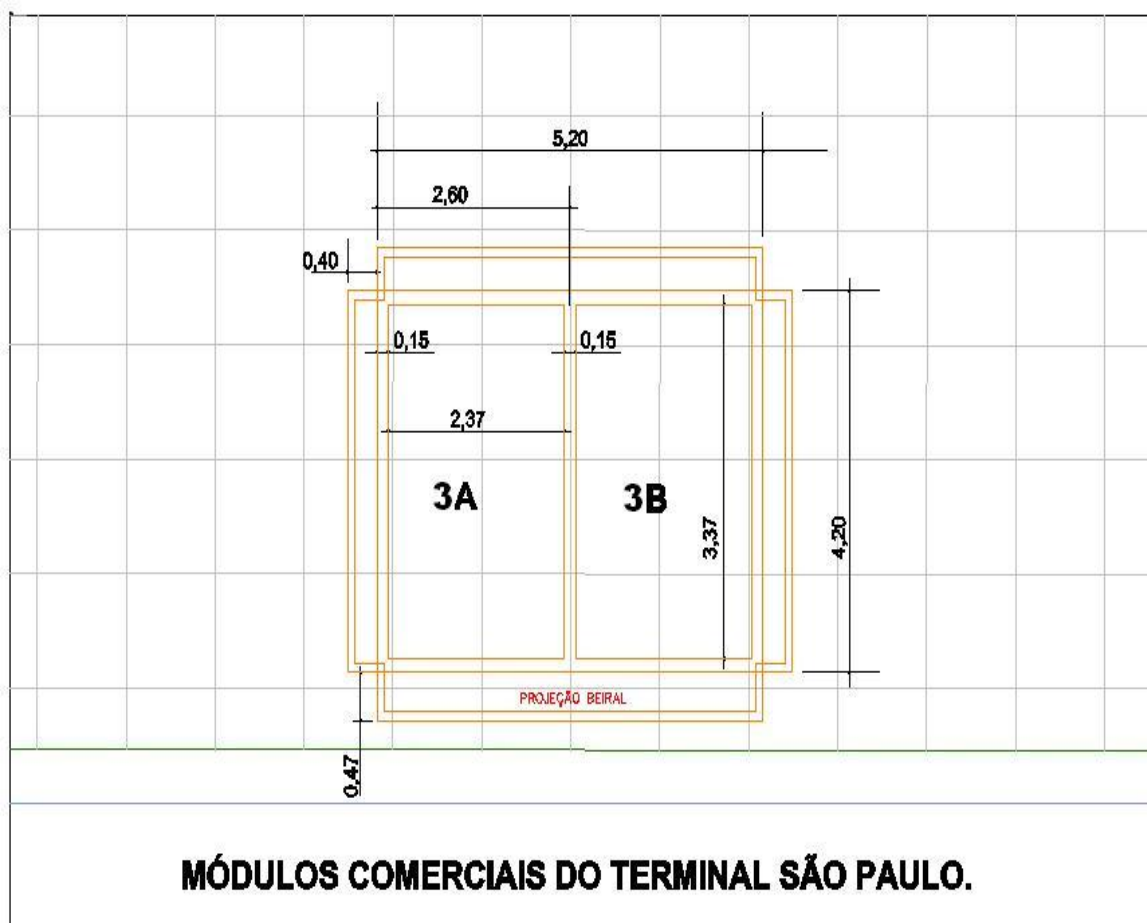 5,20
2,60
0,40
0,15
0,15
2,37
3A
3B
3,37
4,20
PROJEÇÃO BEIRAL
0,47
MÓDULOS COMERCIAIS DO TERMINAL SÃO PAULO.